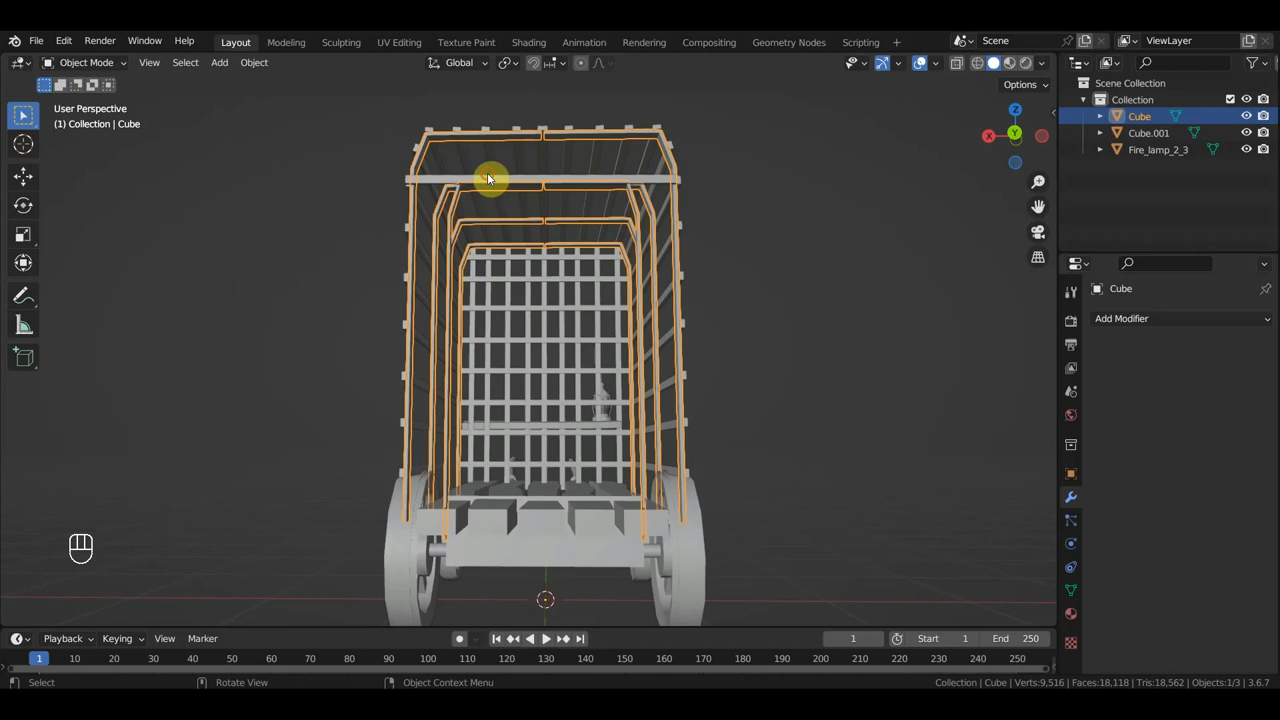 File Edit Render Window Help Layout Modeling Sculpting UV Editing Texture Paint Shading Animation Rendering Compositing Geometry Nodes Scripting + Scene ViewLayer
Object Mode View Select Add Object Global
Options
User Perspective
(1) Collection | Cube
Z
Y
X
Scene Collection
Collection
Cube
Cube.001
Fire_lamp_2_3
Cube
Add Modifier
Playback Keying View Marker 1 Start 1 End 250
1 10 20 30 40 50 60 70 80 90 100 110 120 130 140 150 160 170 180 190 200 210 220 230 240 250
Select Rotate View Object Context Menu Collection | Cube | Verts:9,516 | Faces:18,118 | Tris:18,562 | Objects:1/3 | 3.6.7